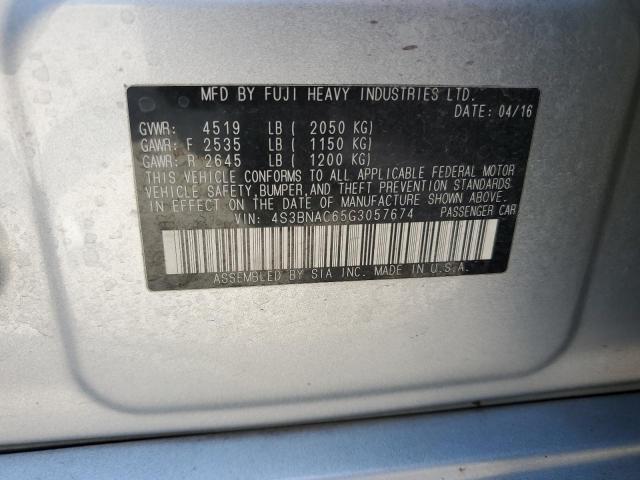 MFD BY FUJI HEAVY INDUSTRIES LTD.
DATE: 04/16
GVWR: 4519 LB ( 2050 KG)
GAWR: F 2535 LB ( 1150 KG)
GAWR: R 2645 LB ( 1200 KG)
THIS VEHICLE CONFORMS TO ALL APPLICABLE FEDERAL MOTOR
VEHICLE SAFETY, BUMPER, AND THEFT PREVENTION STANDARDS
IN EFFECT ON THE DATE OF MANUFACTURE SHOWN ABOVE.
VIN: 4S3BNAC65G3057674 PASSENGER CAR
ASSEMBLED BY SIA INC. MADE IN U.S.A.